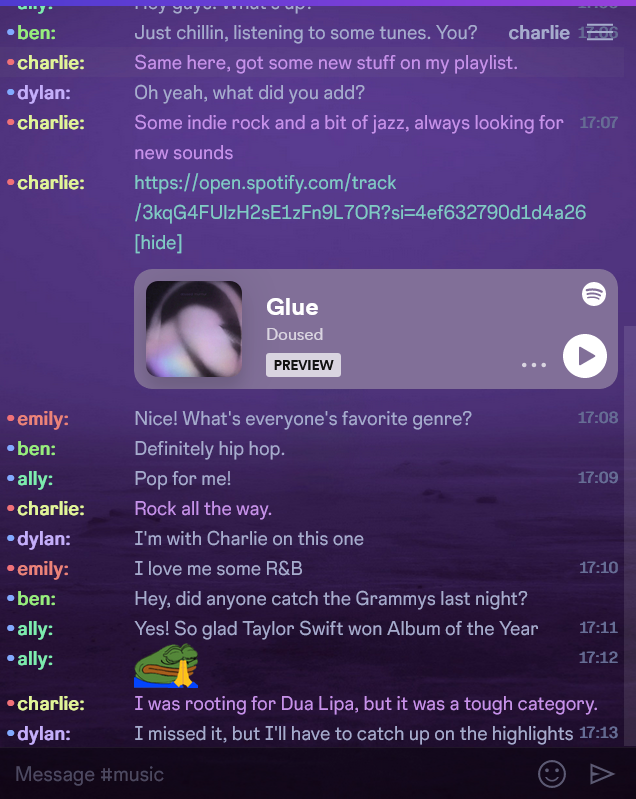 ally: Hey guys! What's up?
ben: Just chillin, listening to some tunes. You? charlie 17:06
charlie: Same here, got some new stuff on my playlist.
dylan: Oh yeah, what did you add?
charlie: Some indie rock and a bit of jazz, always looking for 17:07
new sounds
charlie: https://open.spotify.com/track
/3kqG4FUlzH2sE1zFn9L7OR?si=4ef632790d1d4a26
[hide]
Glue
Doused
PREVIEW
emily: Nice! What's everyone's favorite genre? 17:08
ben: Definitely hip hop.
ally: Pop for me! 17:09
charlie: Rock all the way.
dylan: I'm with Charlie on this one
emily: I love me some R&B 17:10
ben: Hey, did anyone catch the Grammys last night?
ally: Yes! So glad Taylor Swift won Album of the Year 17:11
ally: 17:12
charlie: I was rooting for Dua Lipa, but it was a tough category.
dylan: I missed it, but I'll have to catch up on the highlights 17:13
Message #music